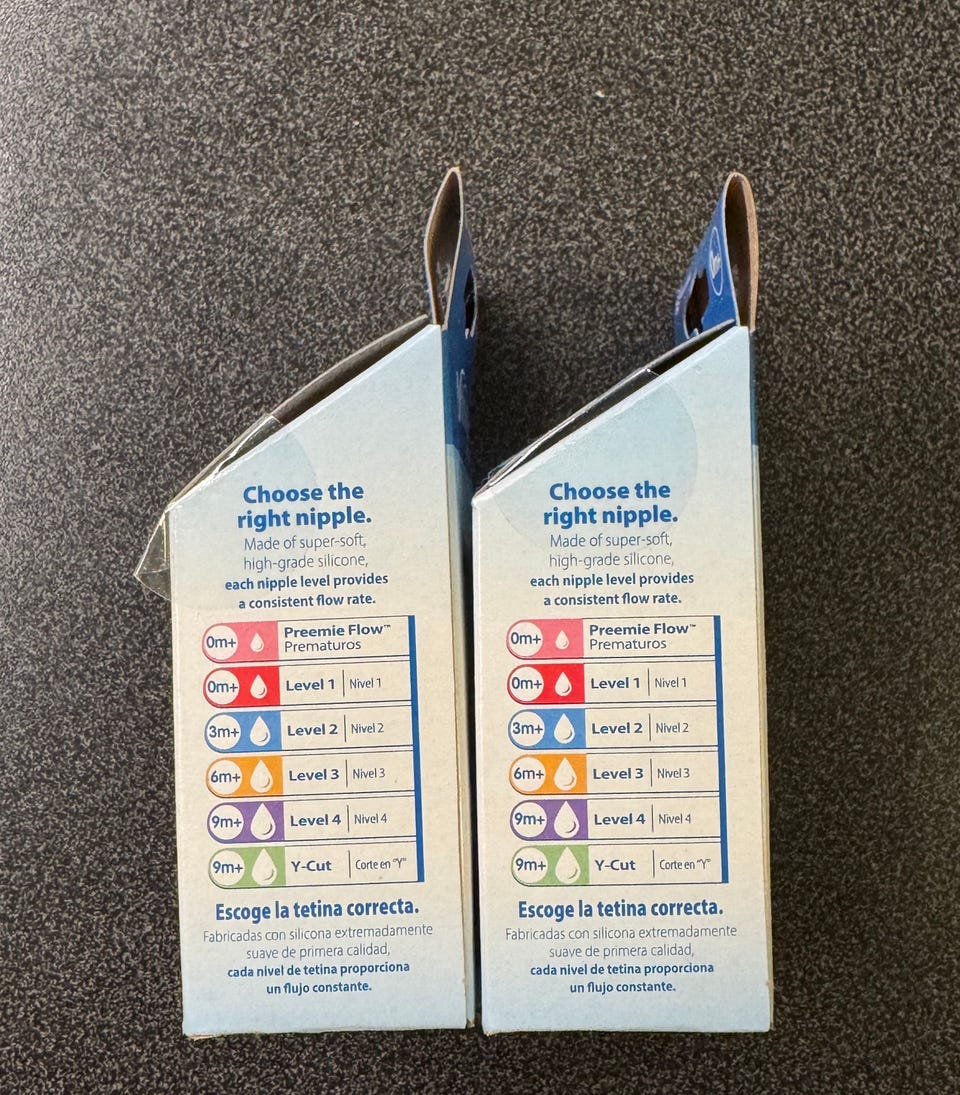 Choose the
right nipple.
Made of super-soft,
high-grade silicone,
each nipple level provides
a consistent flow rate.
0m+ Preemie Flow™
Prematuros
0m+ Level 1 | Nivel 1
3m+ Level 2 | Nivel 2
6m+ Level 3 | Nivel 3
9m+ Level 4 | Nivel 4
9m+ Y-Cut | Corte en "Y"
Escoge la tetina correcta.
Fabricadas con silicona extremadamente
suave de primera calidad,
cada nivel de tetina proporciona
un flujo constante.
Choose the
right nipple.
Made of super-soft,
high-grade silicone,
each nipple level provides
a consistent flow rate.
0m+ Preemie Flow™
Prematuros
0m+ Level 1 | Nivel 1
3m+ Level 2 | Nivel 2
6m+ Level 3 | Nivel 3
9m+ Level 4 | Nivel 4
9m+ Y-Cut | Corte en "Y"
Escoge la tetina correcta.
Fabricadas con silicona extremadamente
suave de primera calidad,
cada nivel de tetina proporciona
un flujo constante.